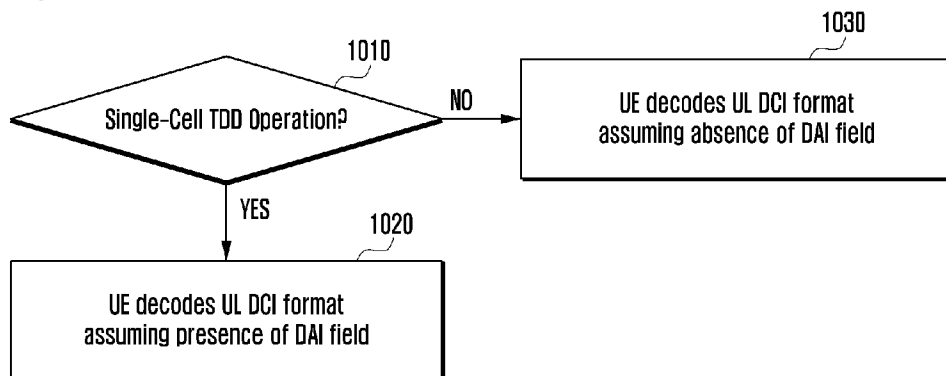 1010
Single-Cell TDD Operation?
NO
1030
UE decodes UL DCI format
assuming absence of DAI field
YES
1020
UE decodes UL DCI format
assuming presence of DAI field